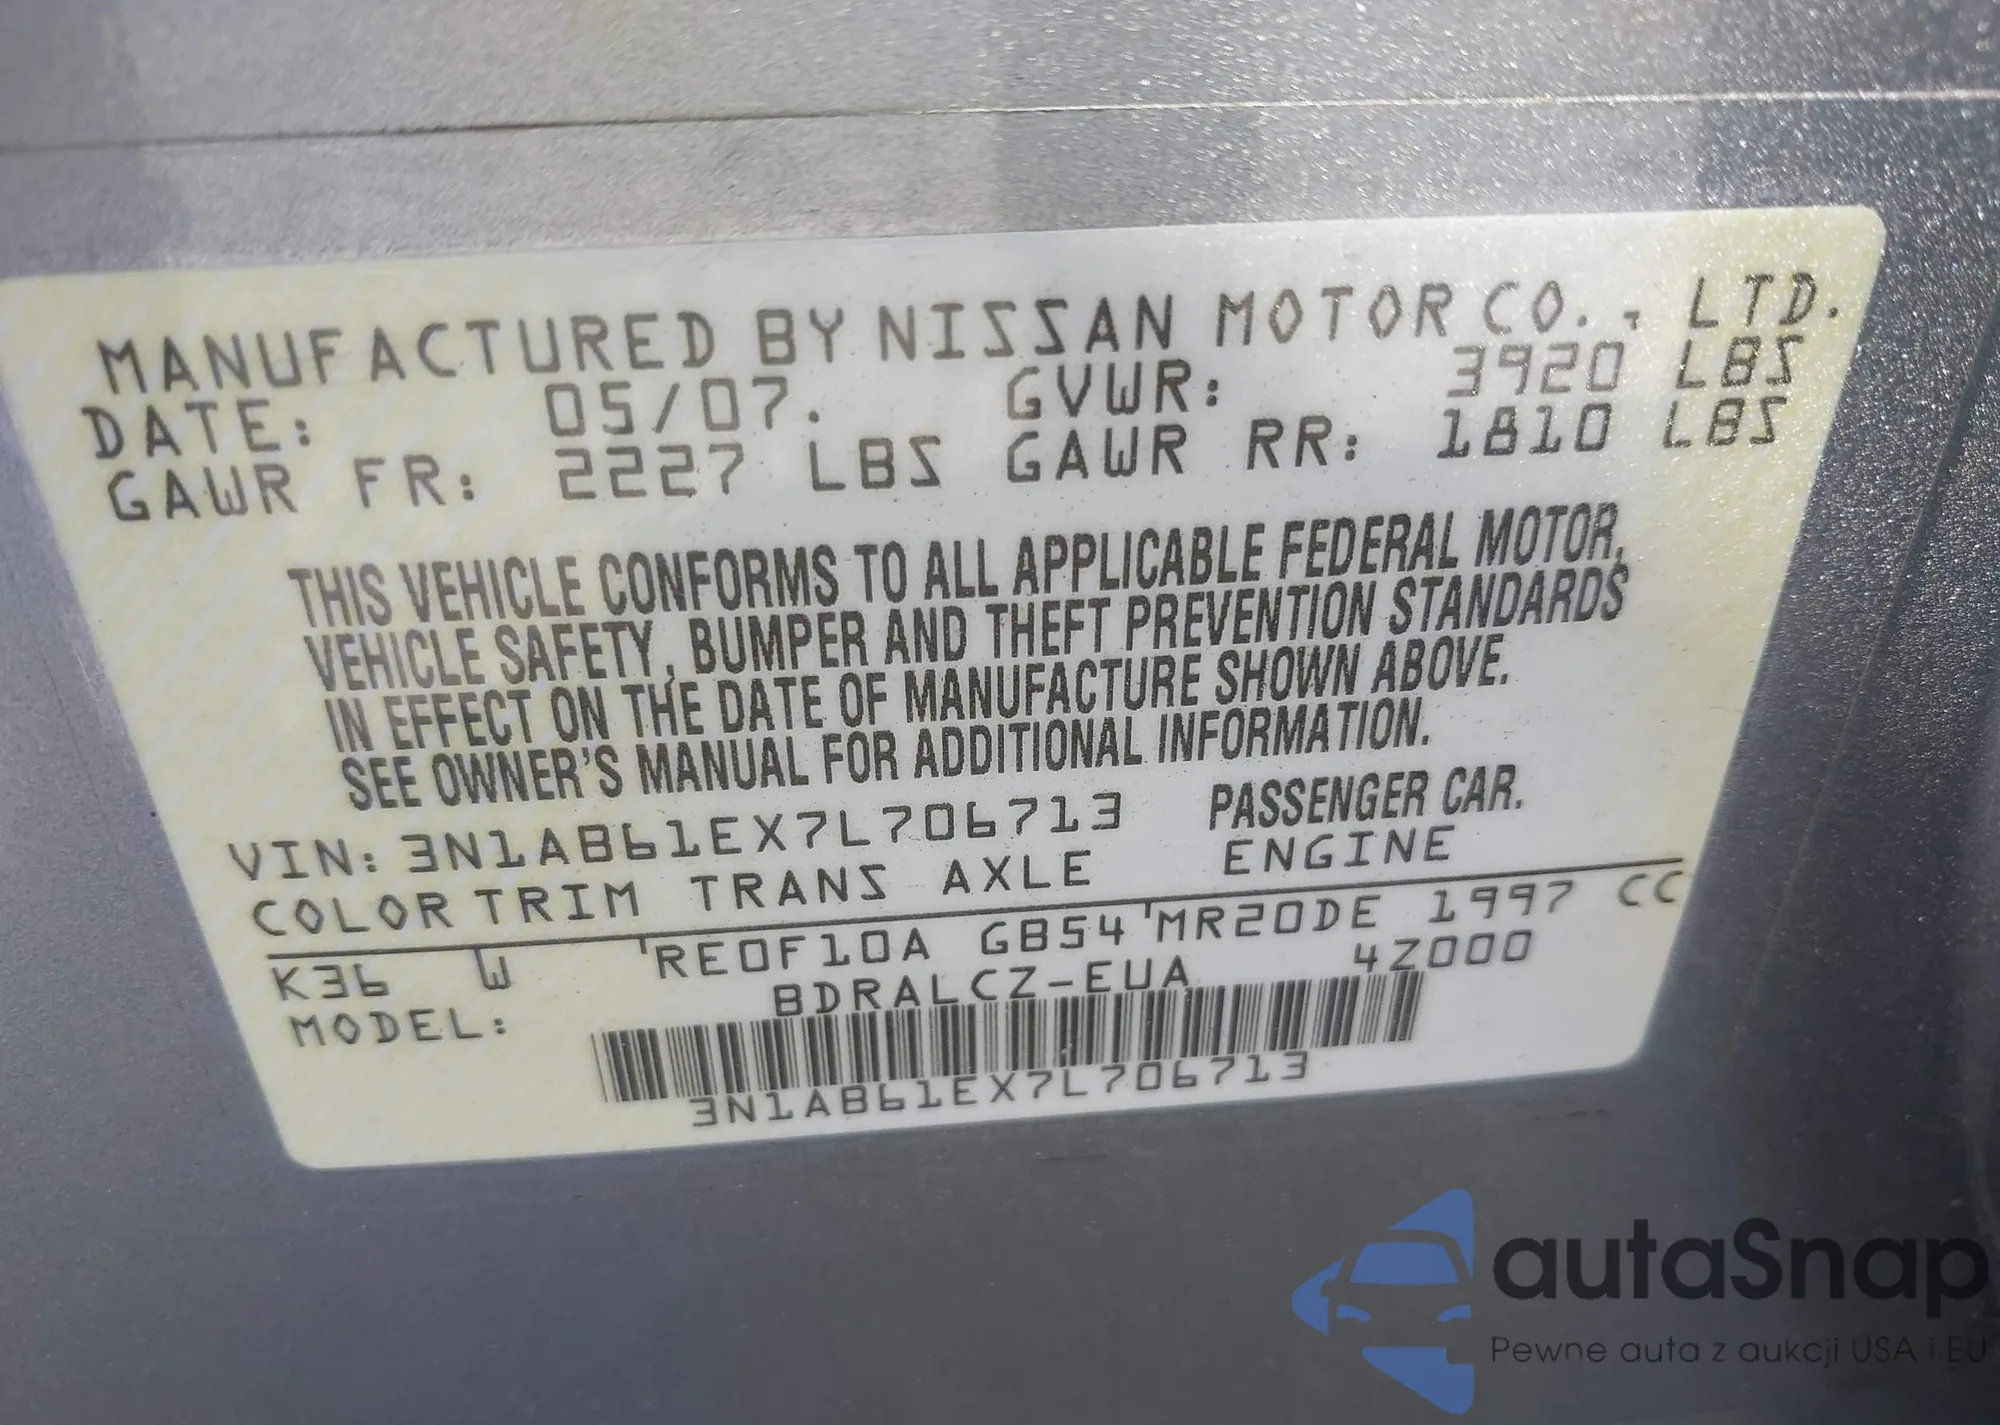 MANUFACTURED BY NISSAN MOTOR CO., LTD.
DATE: 05/07. GVWR: 3920 LBS
GAWR FR: 2227 LBS GAWR RR: 1810 LBS
THIS VEHICLE CONFORMS TO ALL APPLICABLE FEDERAL MOTOR,
VEHICLE SAFETY, BUMPER AND THEFT PREVENTION STANDARDS
IN EFFECT ON THE DATE OF MANUFACTURE SHOWN ABOVE.
SEE OWNER'S MANUAL FOR ADDITIONAL INFORMATION.
VIN: 3N1AB61EX7L706713 PASSENGER CAR.
COLOR TRIM TRANS AXLE ENGINE
K36 W 'RE0F10A GB54'MR20DE 1997 CC
MODEL: BDRALCZ-EUA 4Z000
3N1AB61EX7L706713
autaSnap
Pewne auta z aukcji USA i EU